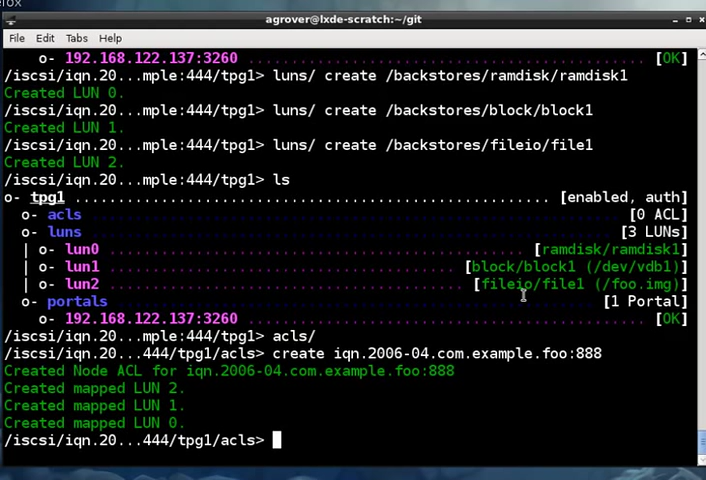 efox
agrover@lxde-scratch:~/git
File Edit Tabs Help
o- 192.168.122.137:3260 ................................................... [OK]
/iscsi/iqn.20...mple:444/tpg1> luns/ create /backstores/ramdisk/ramdisk1
Created LUN 0.
/iscsi/iqn.20...mple:444/tpg1> luns/ create /backstores/block/block1
Created LUN 1.
/iscsi/iqn.20...mple:444/tpg1> luns/ create /backstores/fileio/file1
Created LUN 2.
/iscsi/iqn.20...mple:444/tpg1> ls
o- tpg1 ....................................................... [enabled, auth]
o- acls ............................................................... [0 ACL]
o- luns .............................................................. [3 LUNs]
| o- lun0 .................................................. [ramdisk/ramdisk1]
| o- lun1 .......................................... [block/block1 (/dev/vdb1)]
| o- lun2 ........................................... [fileio/file1 (/foo.img)]
o- portals ......................................................... [1 Portal]
o- 192.168.122.137:3260 ................................................... [OK]
/iscsi/iqn.20...mple:444/tpg1> acls/
/iscsi/iqn.20...444/tpg1/acls> create iqn.2006-04.com.example.foo:888
Created Node ACL for iqn.2006-04.com.example.foo:888
Created mapped LUN 2.
Created mapped LUN 1.
Created mapped LUN 0.
/iscsi/iqn.20...444/tpg1/acls>